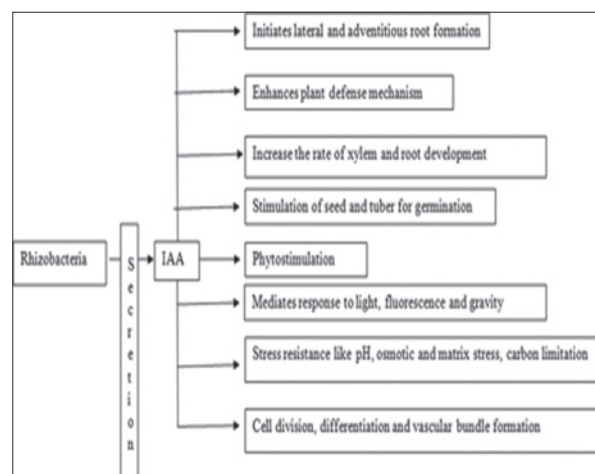 Initiates lateral and adventitious root formation
Enhances plant defense mechanism
Increase the rate of xylem and root development
Stimulation of seed and tuber for germination
Rhizobacteria
Secretion
IAA
Phytostimulation
Mediates response to light, fluorescence and gravity
Stress resistance like pH, osmotic and matrix stress, carbon limitation
Cell division, differentiation and vascular bundle formation